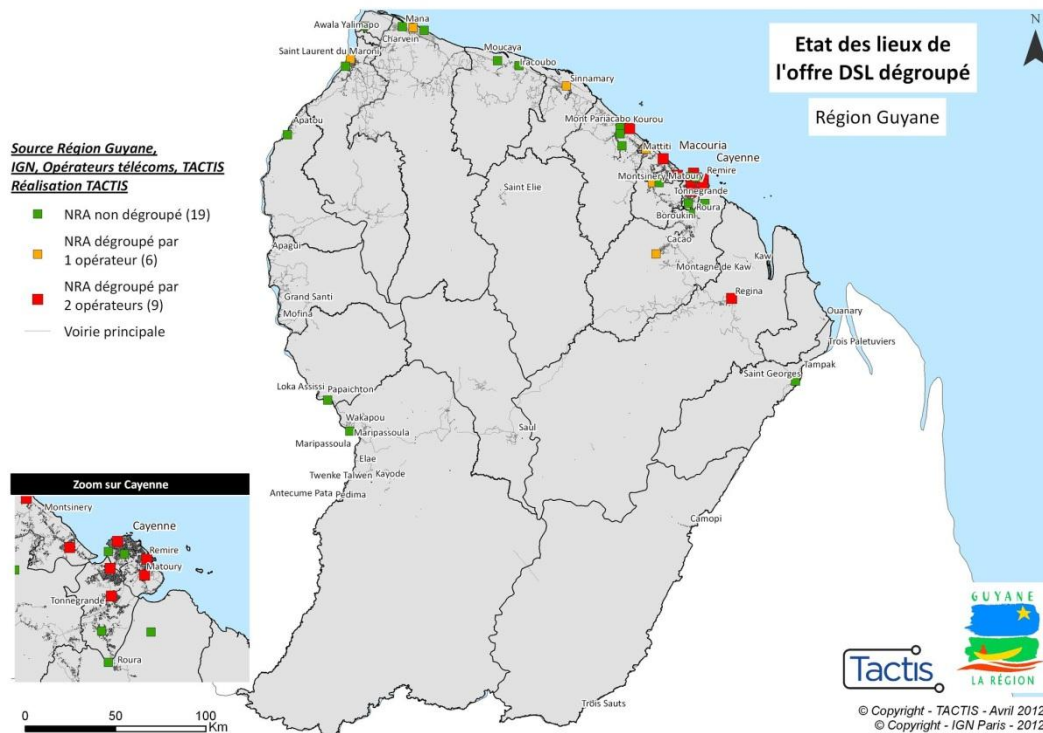 Etat des lieux de
l'offre DSL dégroupé
Région Guyane
N
Source Région Guyane,
IGN, Opérateurs télécoms, TACTIS
Réalisation TACTIS
NRA non dégroupé (19)
NRA dégroupé par
1 opérateur (6)
NRA dégroupé par
2 opérateurs (9)
Voirie principale
Awala Yalimapo
Mana
Charvein
Saint Laurent du Maroni
Moucaya
Iracoubo
Sinnamary
Apatou
Mont Pariacabo
Kourou
Mattiti
Macouria
Cayenne
Montsinery
Matoury
Remire
Tonnegrande
Saint Elie
Roura
Boroukini
Cacao
Apagui
Montagne de Kaw
Kaw
Grand Santi
Regina
Mofina
Ouanary
Trois Paletuviers
Tampak
Saint Georges
Loka Assissi
Papaichton
Wakapou
Maripassoula
Maripassoula
Saul
Elae
Twenke Talwen
Kayode
Antecume Pata
Pedima
Camopi
Trois Sauts
Zoom sur Cayenne
Montsinery
Cayenne
Remire
Matoury
Tonnegrande
Roura
0 50 100
Km
Tactis
GUYANE
LA RÉGION
© Copyright - TACTIS - Avril 2012
© Copyright - IGN Paris - 2012